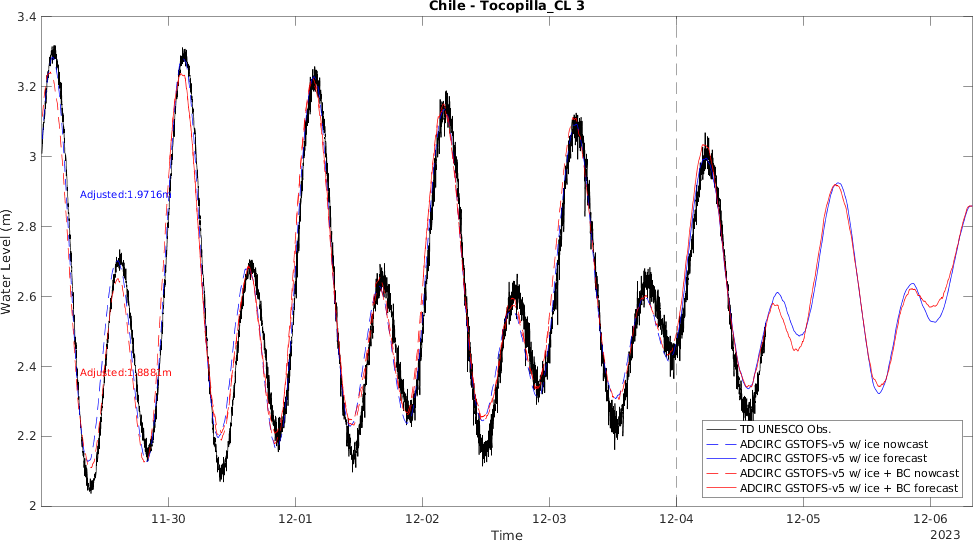 Chile - Tocopilla_CL 3
3.4
3.2
3
2.8
2.6
2.4
2.2
2
Water Level (m)
Adjusted:1.9716m
Adjusted:1.8881m
TD UNESCO Obs.
ADCIRC GSTOFS-v5 w/ ice nowcast
ADCIRC GSTOFS-v5 w/ ice forecast
ADCIRC GSTOFS-v5 w/ ice + BC nowcast
ADCIRC GSTOFS-v5 w/ ice + BC forecast
11-30
12-01
12-02
12-03
12-04
12-05
12-06
Time
2023